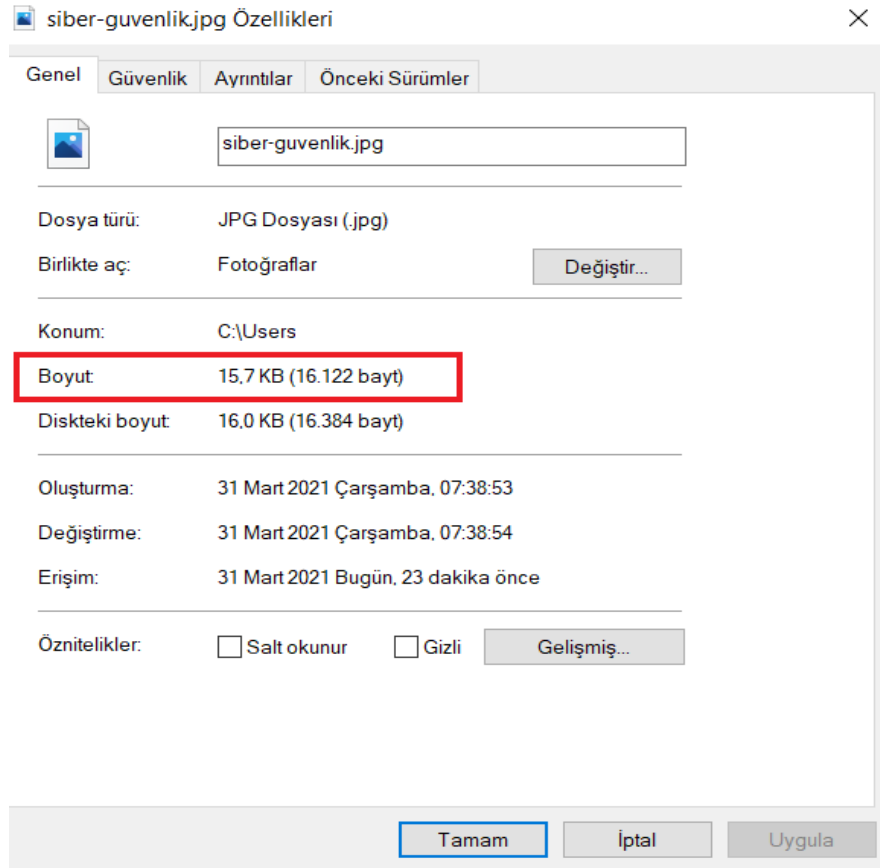 siber-guvenlik.jpg Özellikleri
Genel Güvenlik Ayrıntılar Önceki Sürümler
siber-guvenlik.jpg
Dosya türü: JPG Dosyası (.jpg)
Birlikte aç: Fotoğraflar Değiştir...
Konum: C:\Users
Boyut: 15,7 KB (16.122 bayt)
Diskteki boyut: 16,0 KB (16.384 bayt)
Oluşturma: 31 Mart 2021 Çarşamba, 07:38:53
Değiştirme: 31 Mart 2021 Çarşamba, 07:38:54
Erişim: 31 Mart 2021 Bugün, 23 dakika önce
Öznitelikler: Salt okunur Gizli Gelişmiş...
Tamam İptal Uygula